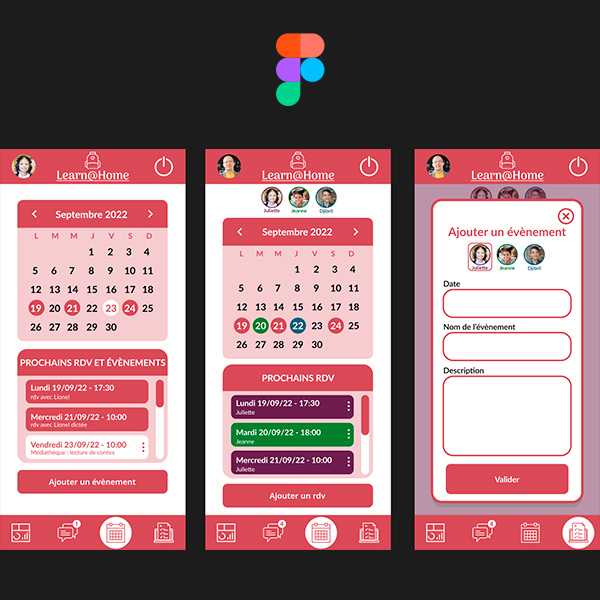 Learn@Home
Septembre 2022
L M M J V S D
1 2 3 4
5 6 7 8 9 10 11
12 13 14 15 16 17 18
19 20 21 22 23 24 25
26 27 28 29 30
PROCHAINS RDV ET ÉVÈNEMENTS
Lundi 19/09/22 - 17:30
rdv avec Lionel
Mercredi 21/09/22 - 10:00
rdv avec Lionel dictée
Vendredi 23/09/22 - 10:00
Médiathèque : lecture de contes
Ajouter un évènement
1
Learn@Home
Juliette Jeanne Djibril
Septembre 2022
L M M J V S D
1 2 3 4
5 6 7 8 9 10 11
12 13 14 15 16 17 18
19 20 21 22 23 24 25
26 27 28 29 30
PROCHAINS RDV
Lundi 19/09/22 - 17:30
Juliette
Mardi 20/09/22 - 18:00
Jeanne
Mercredi 21/09/22 - 10:00
Juliette
Ajouter un rdv
4
Learn@Home
Ajouter un évènement
Juliette Jeanne Djibril
Date
Nom de l'évènement
Description
Valider
4